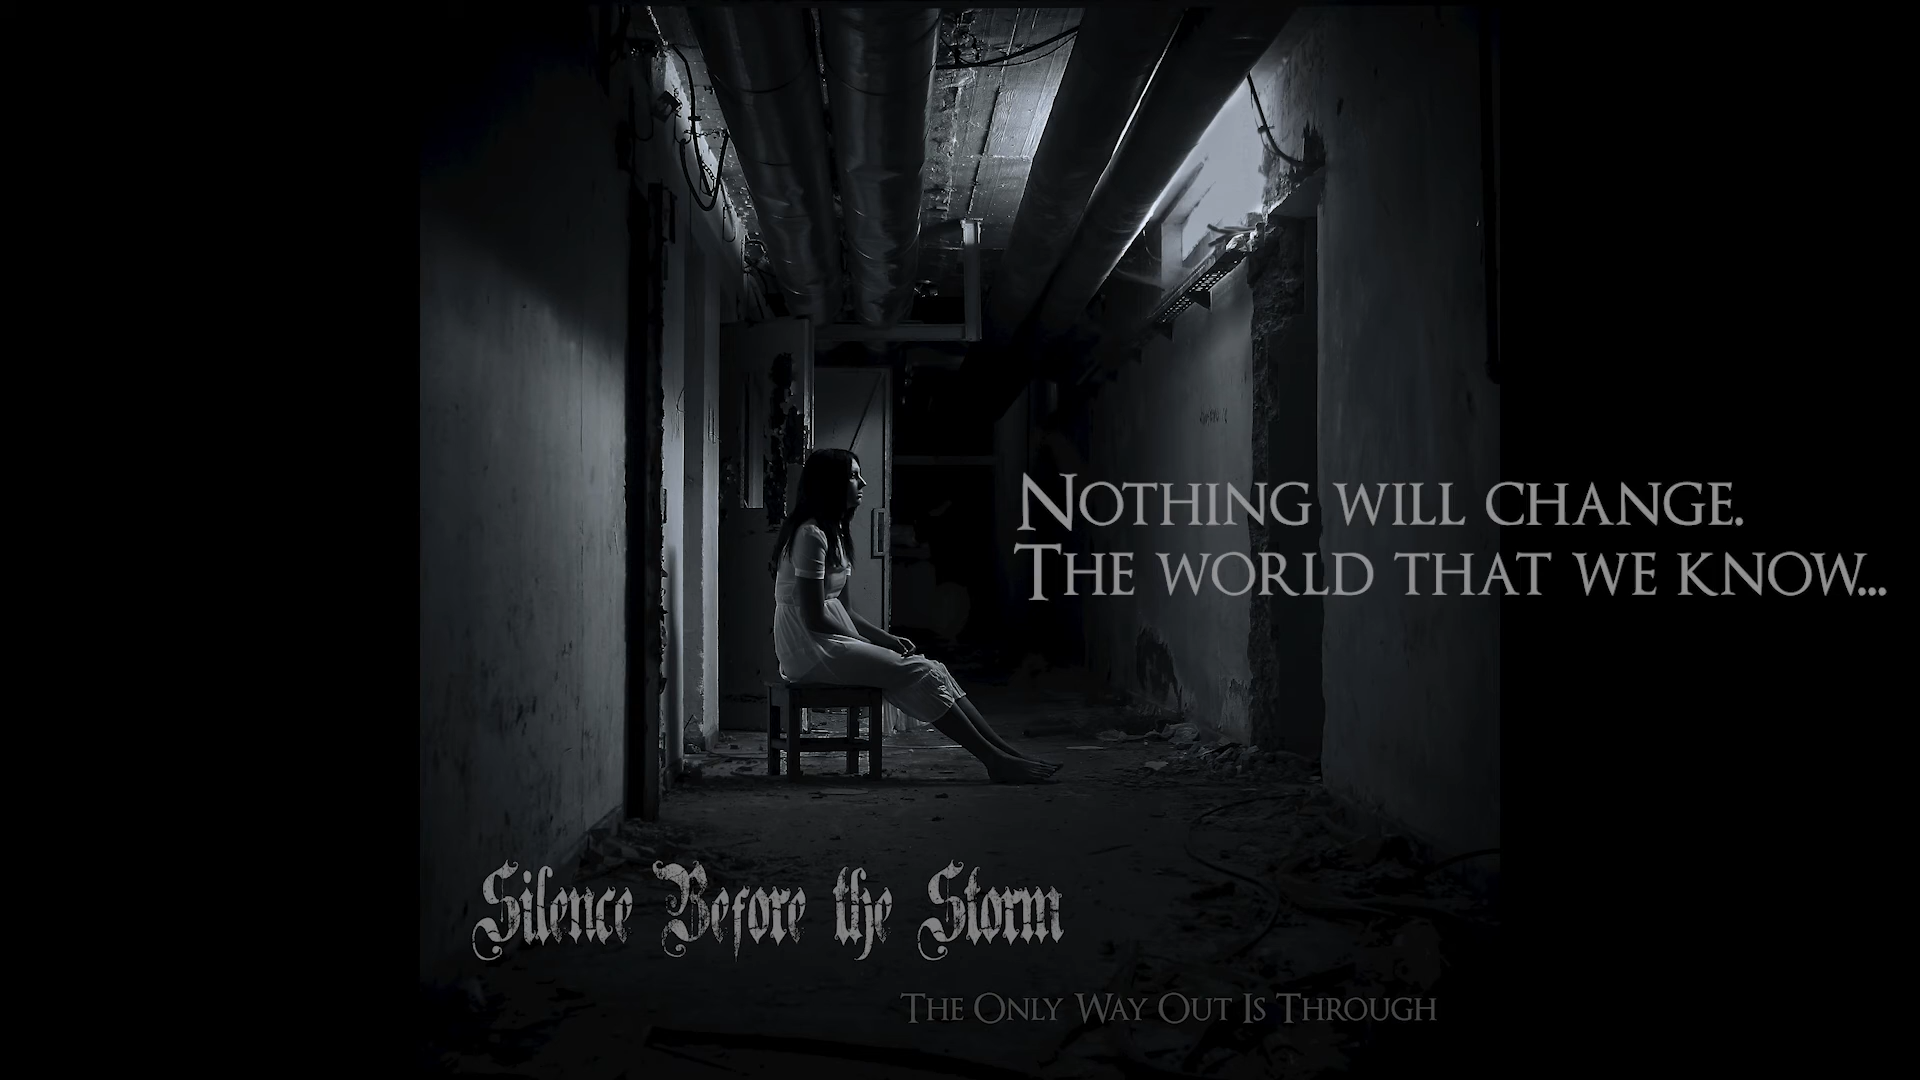 Nothing will change.
The world that we know...
Silence Before the Storm
The Only Way Out Is Through